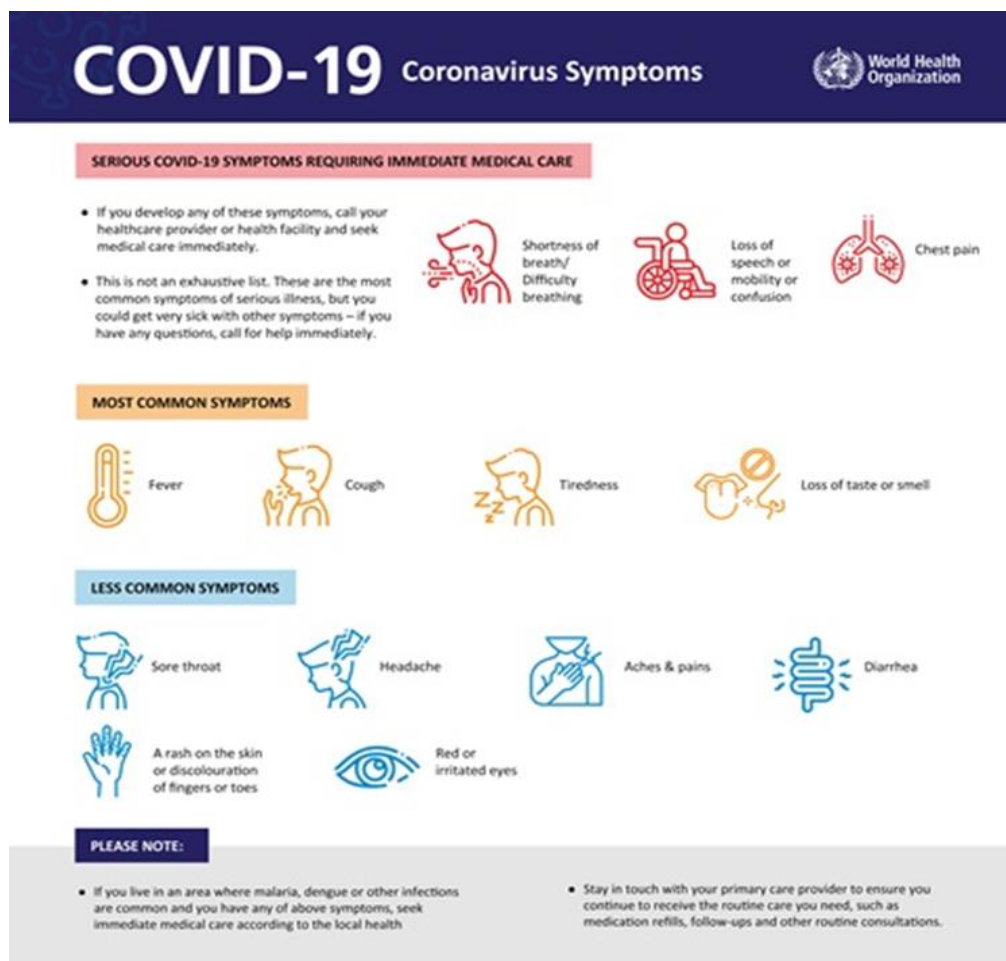 COVID-19 Coronavirus Symptoms
World Health
Organization
SERIOUS COVID-19 SYMPTOMS REQUIRING IMMEDIATE MEDICAL CARE
• If you develop any of these symptoms, call your
healthcare provider or health facility and seek
medical care immediately.
• This is not an exhaustive list. These are the most
common symptoms of serious illness, but you
could get very sick with other symptoms – if you
have any questions, call for help immediately.
Shortness of
breath/
Difficulty
breathing
Loss of
speech or
mobility or
confusion
Chest pain
MOST COMMON SYMPTOMS
Fever
Cough
Tiredness
Loss of taste or smell
LESS COMMON SYMPTOMS
Sore throat
Headache
Aches & pains
Diarrhea
A rash on the skin
or discolouration
of fingers or toes
Red or
irritated eyes
PLEASE NOTE:
• If you live in an area where malaria, dengue or other infections
are common and you have any of above symptoms, seek
immediate medical care according to the local health
• Stay in touch with your primary care provider to ensure you
continue to receive the routine care you need, such as
medication refills, follow-ups and other routine consultations.